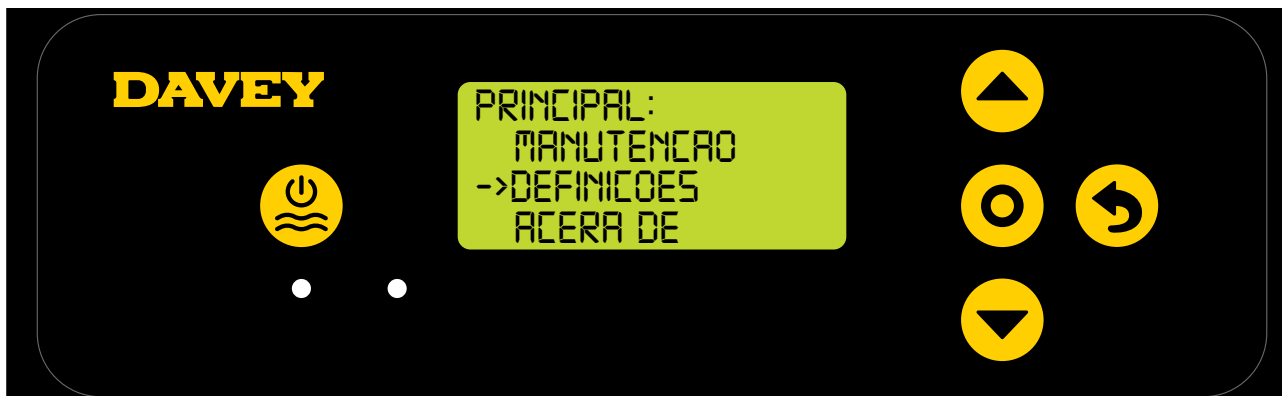 DAVEY
PRINCIPAL:
MANUTENCAO
->DEFINICOES
ACERA DE